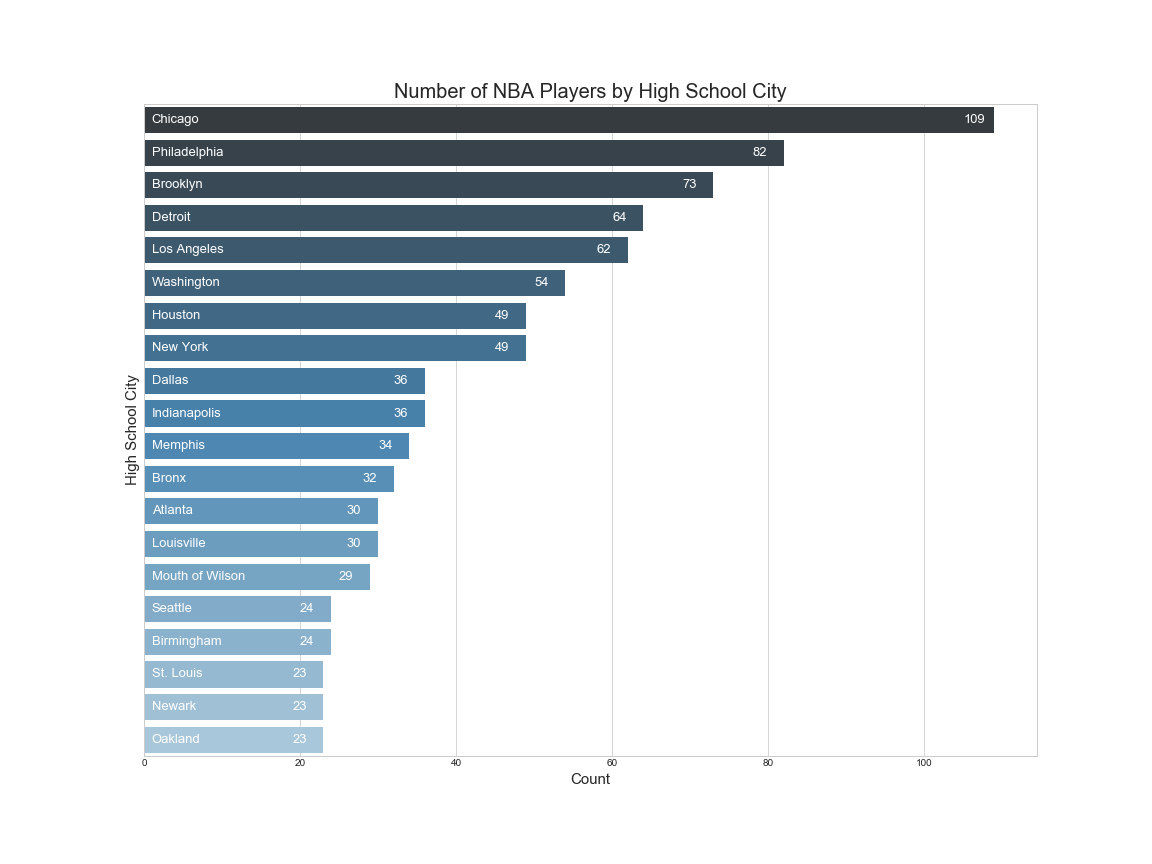 Number of NBA Players by High School City
Chicago 109
Philadelphia 82
Brooklyn 73
Detroit 64
Los Angeles 62
Washington 54
Houston 49
New York 49
Dallas 36
Indianapolis 36
Memphis 34
Bronx 32
Atlanta 30
Louisville 30
Mouth of Wilson 29
Seattle 24
Birmingham 24
St. Louis 23
Newark 23
Oakland 23
High School City
0 20 40 60 80 100
Count